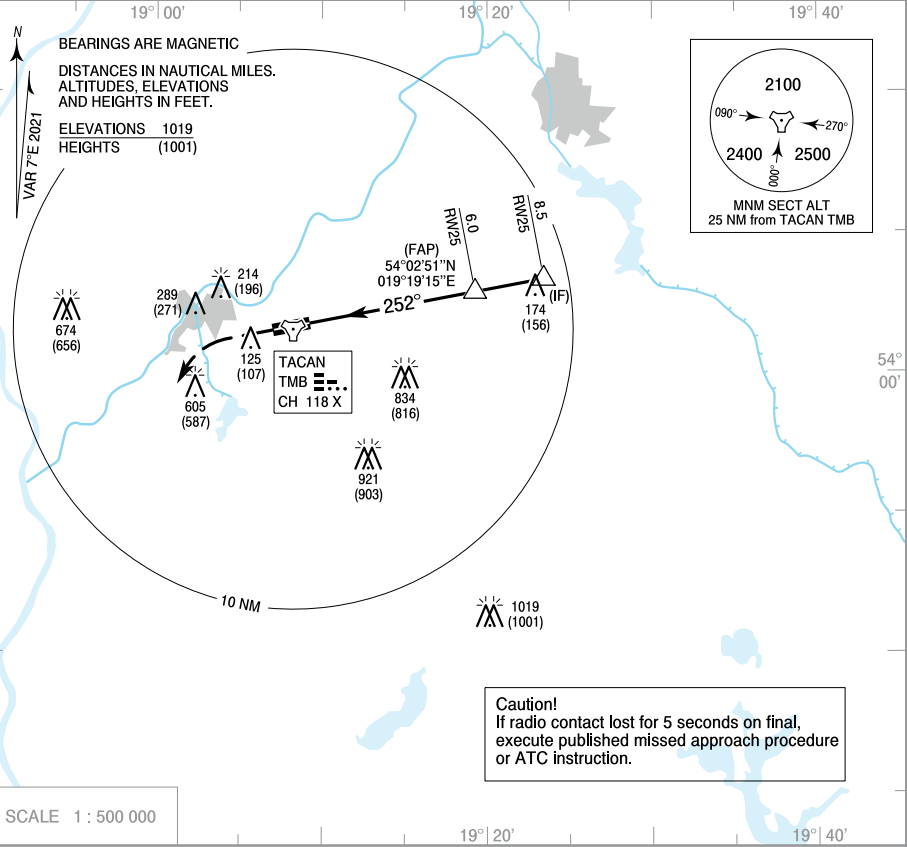 19°00'
19°20'
19°40'
N
VAR 7°E 2021
BEARINGS ARE MAGNETIC
DISTANCES IN NAUTICAL MILES.
ALTITUDES, ELEVATIONS
AND HEIGHTS IN FEET.
ELEVATIONS 1019
HEIGHTS (1001)
2100
090°
270°
2400
2500
000°
MNM SECT ALT
25 NM from TACAN TMB
6.0
RW25
8.5
RW25
(FAP)
54°02'51"N
019°19'15"E
252°
(IF)
174
(156)
214
(196)
289
(271)
674
(656)
125
(107)
605
(587)
TACAN
TMB
CH 118 X
834
(816)
921
(903)
54°
00'
10 NM
1019
(1001)
Caution!
If radio contact lost for 5 seconds on final,
execute published missed approach procedure
or ATC instruction.
SCALE 1 : 500 000
19°20'
19°40'